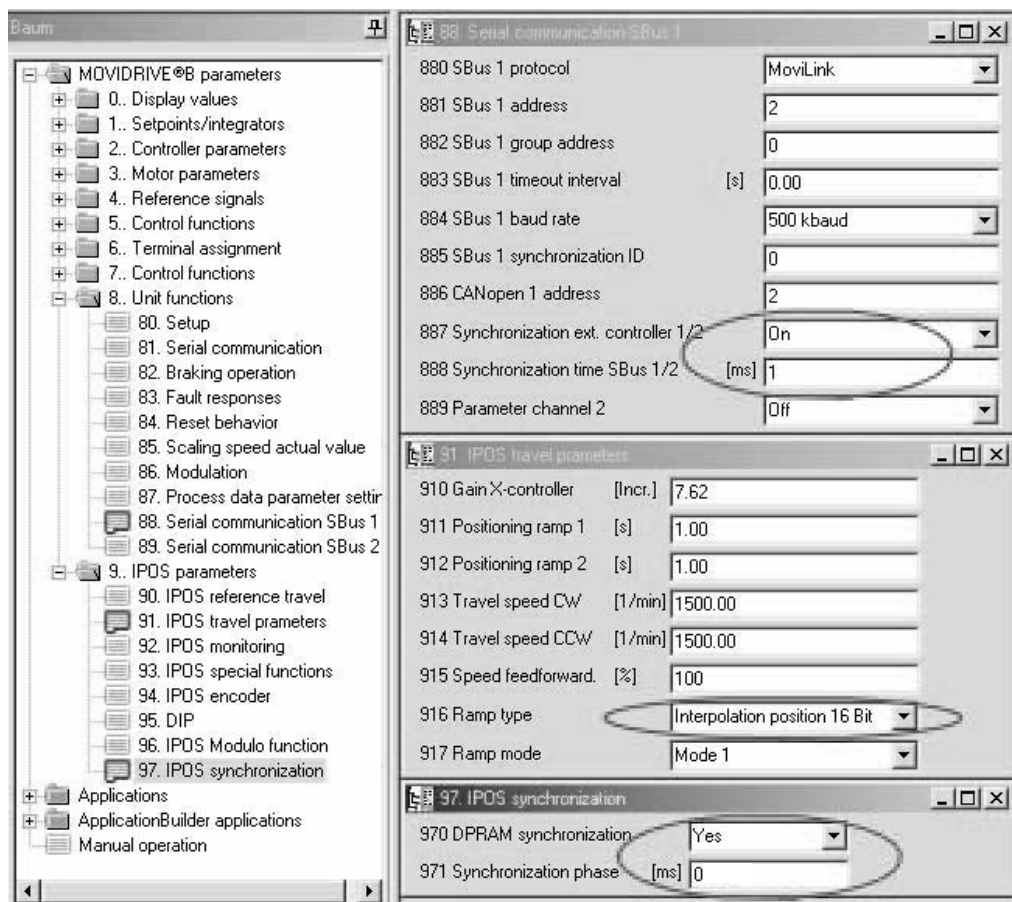 Baum
MOVIDRIVE®B parameters
0.. Display values
1.. Setpoints/integrators
2.. Controller parameters
3.. Motor parameters
4.. Reference signals
5.. Control functions
6.. Terminal assignment
7.. Control functions
8.. Unit functions
80. Setup
81. Serial communication
82. Braking operation
83. Fault responses
84. Reset behavior
85. Scaling speed actual value
86. Modulation
87. Process data parameter settir
88. Serial communication SBus 1
89. Serial communication SBus 2
9.. IPOS parameters
90. IPOS reference travel
91. IPOS travel prameters
92. IPOS monitoring
93. IPOS special functions
94. IPOS encoder
95. DIP
96. IPOS Modulo function
97. IPOS synchronization
Applications
ApplicationBuilder applications
Manual operation
88. Serial communication SBus 1
880 SBus 1 protocol MoviLink
881 SBus 1 address 2
882 SBus 1 group address 0
883 SBus 1 timeout interval [s] 0.00
884 SBus 1 baud rate 500 kbaud
885 SBus 1 synchronization ID 0
886 CANopen 1 address 2
887 Synchronization ext. controller 1/2 On
888 Synchronization time SBus 1/2 [ms] 1
889 Parameter channel 2 Off
91. IPOS travel prameters
910 Gain X-controller [Incr.] 7.62
911 Positioning ramp 1 [s] 1.00
912 Positioning ramp 2 [s] 1.00
913 Travel speed CW [1/min] 1500.00
914 Travel speed CCW [1/min] 1500.00
915 Speed feedforward. [%] 100
916 Ramp type Interpolation position 16 Bit
917 Ramp mode Mode 1
97. IPOS synchronization
970 DPRAM synchronization Yes
971 Synchronization phase [ms] 0